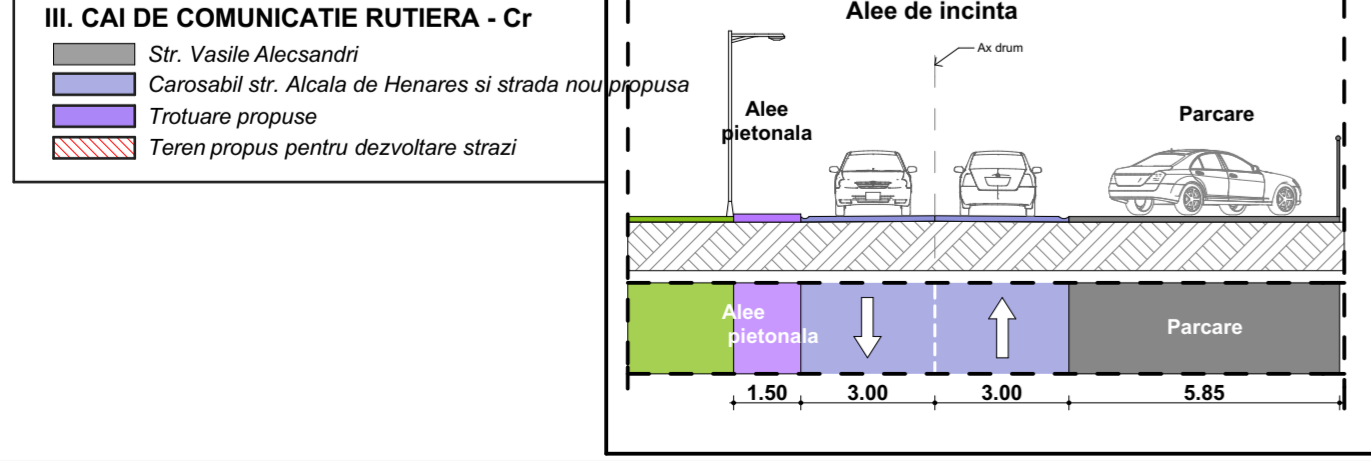 III. CAI DE COMUNICATIE RUTIERA - Cr
Str. Vasile Alecsandri
Carosabil str. Alcala de Henares si strada nou propusa
Trotuare propuse
Teren propus pentru dezvoltare strazi
Alee de incinta
Ax drum
Alee
pietonala
Parcare
Alee
pietonala
Parcare
1.50 3.00 3.00 5.85